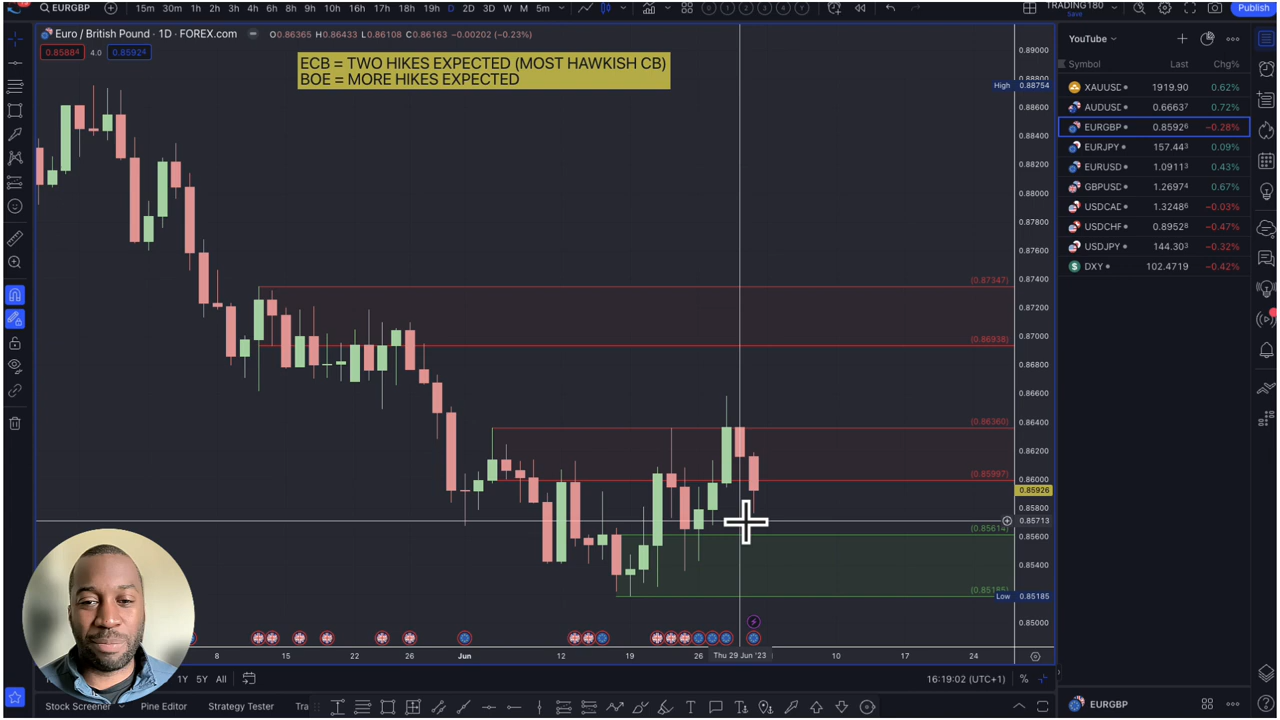 EURGBP 15m 30m 1h 2h 3h 4h 6h 8h 12h 16h 18h 19h D 2D 3D W M 5m TRADING180 Save Publish
Euro / British Pound • 1D • FOREX.com O0.86365 H0.86433 L0.86108 C0.86163 −0.00202 (−0.23%)
0.85884 4.0 0.85924
ECB = TWO HIKES EXPECTED (MOST HAWKISH CB)
BOE = MORE HIKES EXPECTED
YouTube
Symbol Last Chg%
XAUUSD 1919.90 0.62%
AUDUSD 0.66637 0.72%
EURGBP 0.85926 −0.28%
EURJPY 157.443 0.09%
EURUSD 1.09113 0.43%
GBPUSD 1.26974 0.67%
USDCAD 1.32486 −0.03%
USDCHF 0.89528 −0.47%
USDJPY 144.303 −0.32%
DXY 102.4719 −0.42%
0.89000
High 0.88754
0.88600
0.88400
0.88200
0.88000
0.87800
0.87600
0.87400
(0.87347)
0.87200
0.87000
(0.86938)
0.86800
0.86600
0.86400
(0.86360)
0.86200
0.86000
(0.85997)
0.85926
0.85800
0.85713
(0.85614)
0.85600
0.85400
(0.85185)
Low 0.85185
0.85000
8 15 22 26 Jun 12 19 26 Thu 29 Jun '23 10 17 24
1Y 5Y All 16:19:02 (UTC+1) %
Stock Screener Pine Editor Strategy Tester Tra
EURGBP